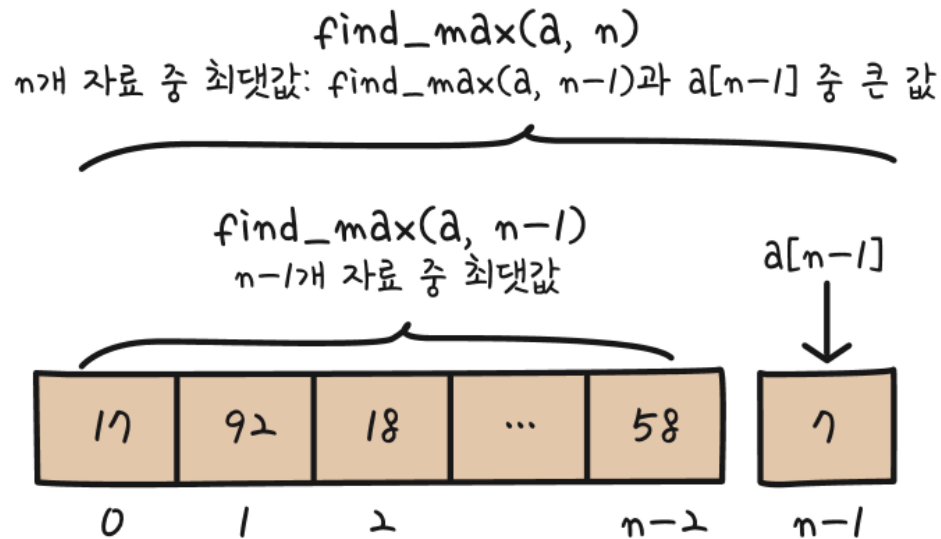 find_max(a, n)
n개 자료 중 최댓값: find_max(a, n-1)과 a[n-1] 중 큰 값
find_max(a, n-1)
n-1개 자료 중 최댓값
a[n-1]
17 92 18 ... 58 7
0 1 2 n-2 n-1